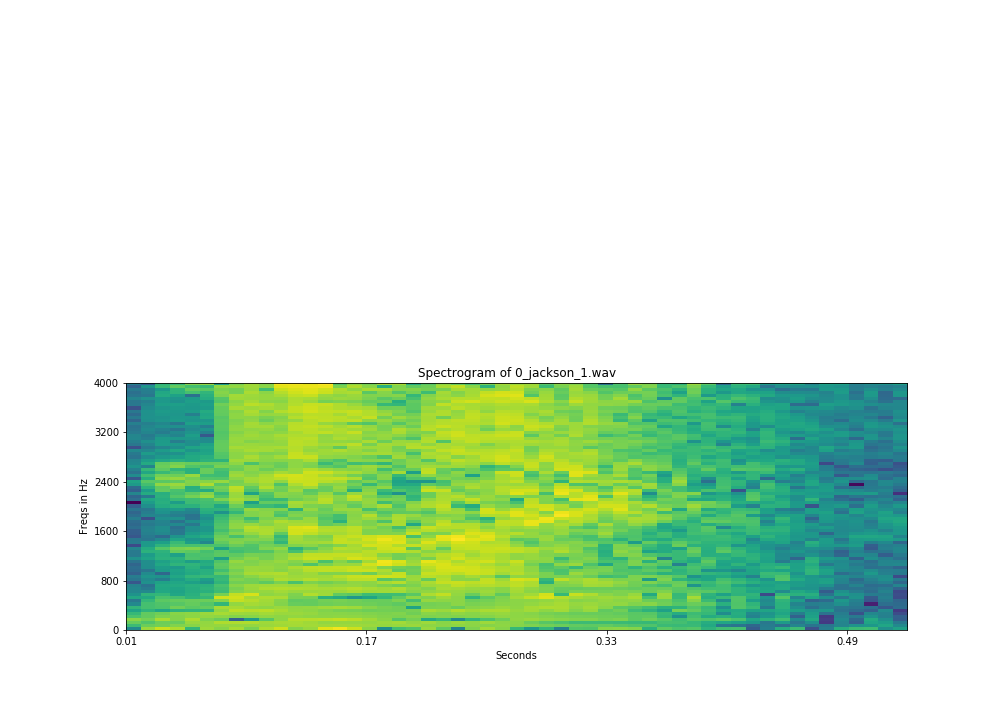 Spectrogram of 0_jackson_1.wav
4000
3200
2400
1600
800
0
Freqs in Hz
0.01 0.17 0.33 0.49
Seconds